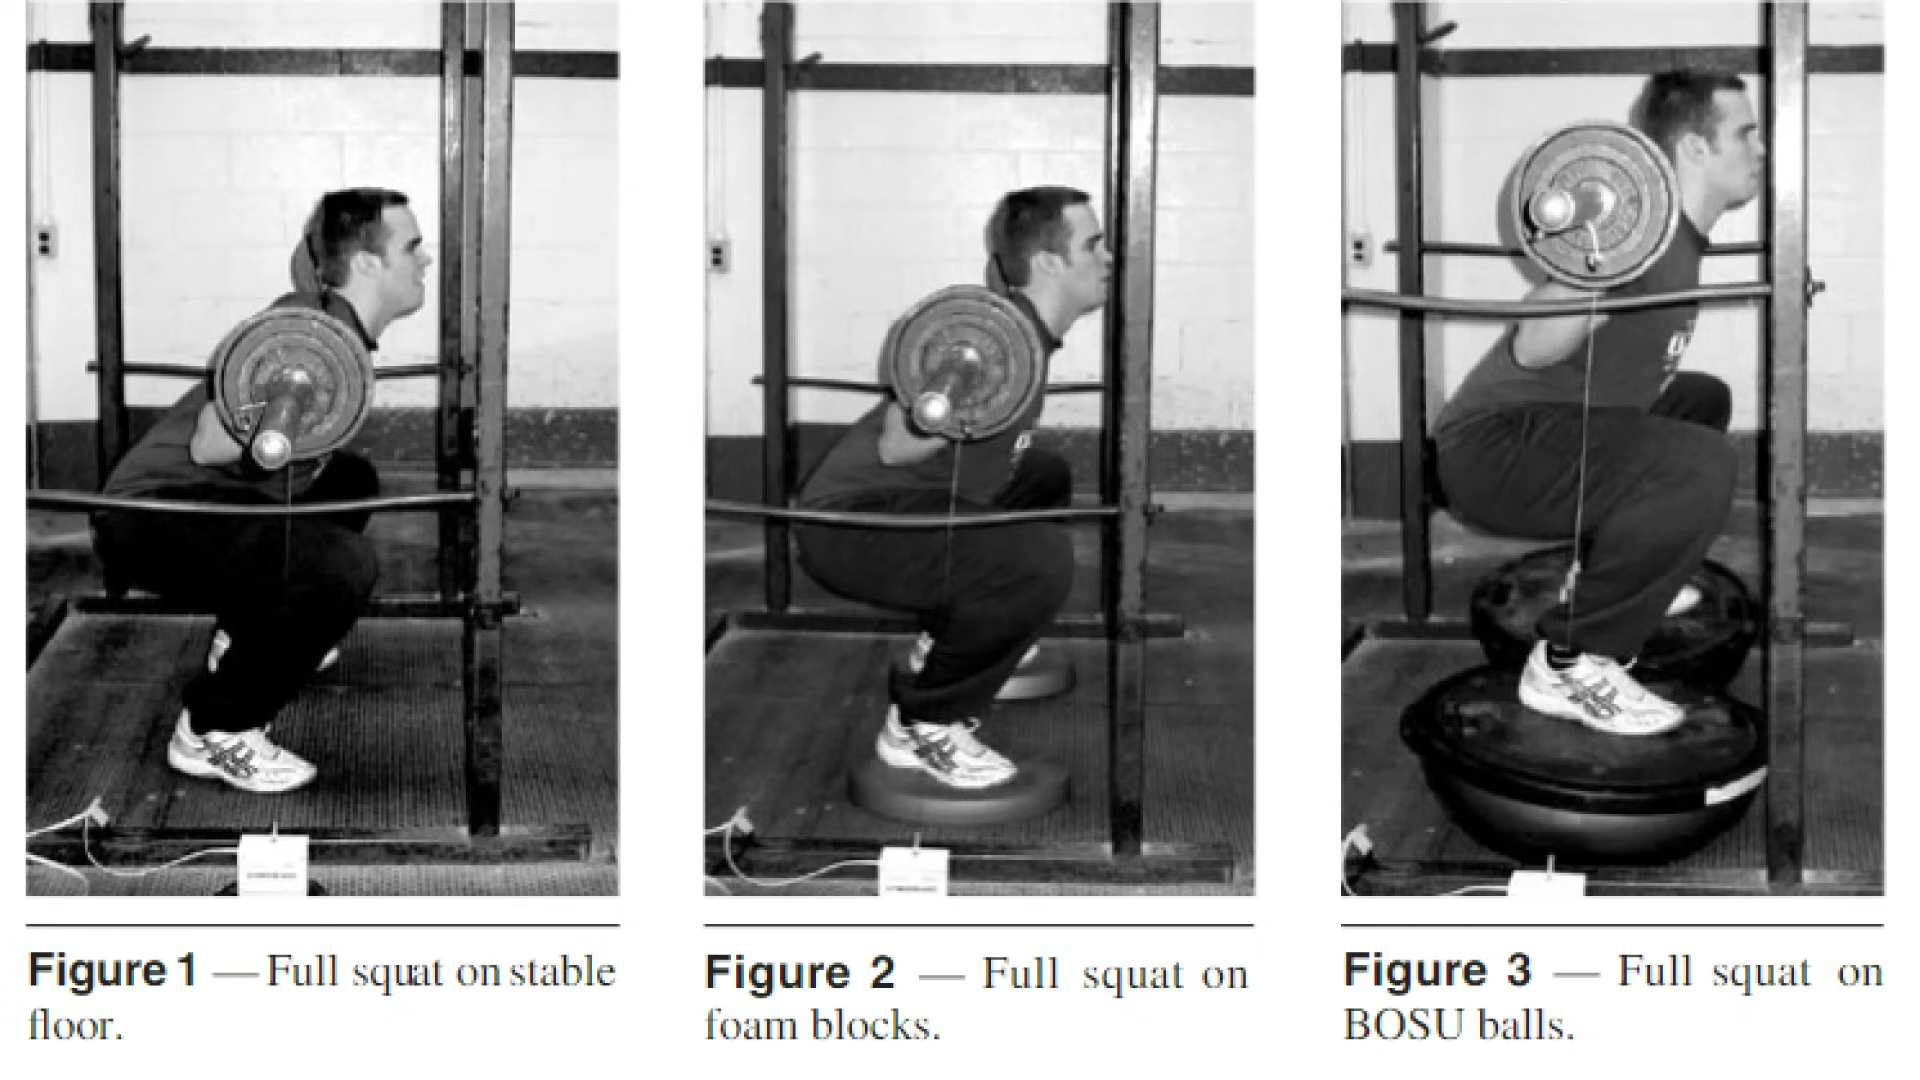 Figure 1 — Full squat on stable
floor.
Figure 2 — Full squat on
foam blocks.
Figure 3 — Full squat on
BOSU balls.